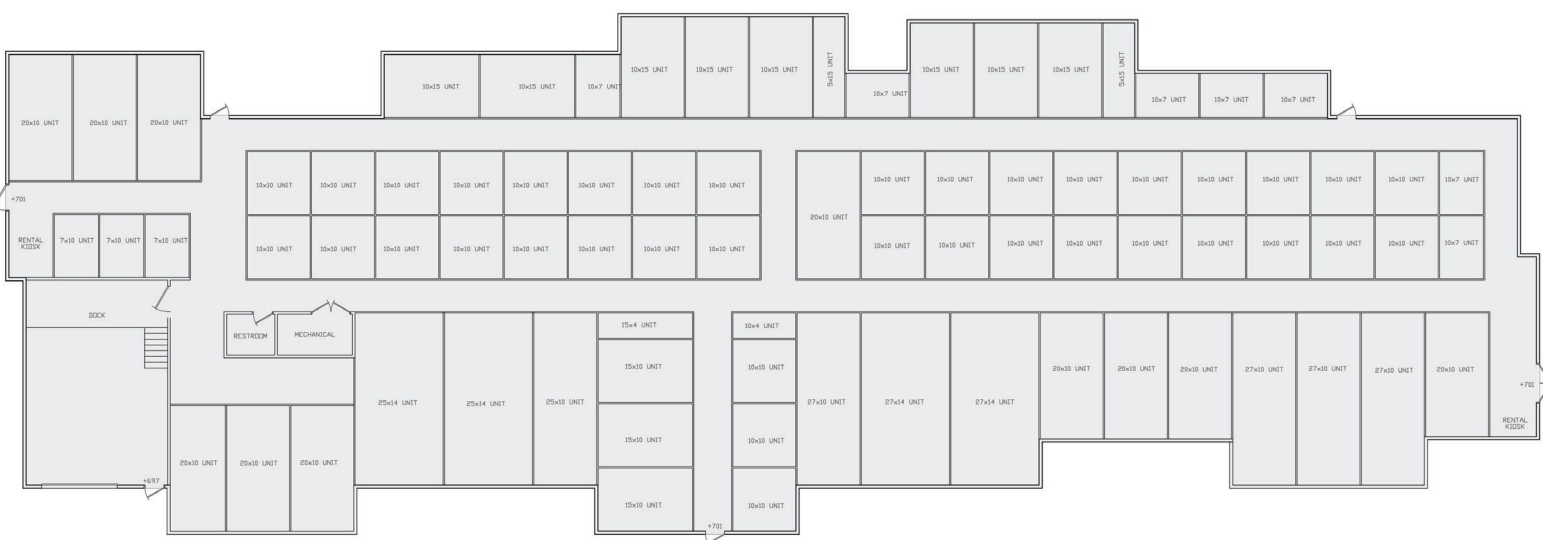 10x15 UNIT 10x15 UNIT 10x15 UNIT 5x15 UNIT 10x15 UNIT 10x15 UNIT 10x15 UNIT 5x15 UNIT
10x15 UNIT 10x15 UNIT 10x7 UNIT 10x7 UNIT 10x7 UNIT 10x7 UNIT 10x7 UNIT
20x10 UNIT 20x10 UNIT 20x10 UNIT
10x10 UNIT 10x10 UNIT 10x10 UNIT 10x10 UNIT 10x10 UNIT 10x10 UNIT 10x10 UNIT 10x10 UNIT 10x10 UNIT 10x10 UNIT 10x10 UNIT 10x10 UNIT 10x10 UNIT 10x10 UNIT 10x10 UNIT 10x10 UNIT 10x10 UNIT 10x7 UNIT
+701
20x10 UNIT
RENTAL
KIOSK
7x10 UNIT 7x10 UNIT 7x10 UNIT
10x10 UNIT 10x10 UNIT 10x10 UNIT 10x10 UNIT 10x10 UNIT 10x10 UNIT 10x10 UNIT 10x10 UNIT 10x10 UNIT 10x10 UNIT 10x10 UNIT 10x10 UNIT 10x10 UNIT 10x10 UNIT 10x10 UNIT 10x10 UNIT 10x10 UNIT 10x7 UNIT
DOCK
RESTROOM MECHANICAL
15x4 UNIT 10x4 UNIT
15x10 UNIT 10x10 UNIT
20x10 UNIT 20x10 UNIT 20x10 UNIT 27x10 UNIT 27x10 UNIT 27x10 UNIT 20x10 UNIT
+701
25x14 UNIT 25x14 UNIT 25x10 UNIT 27x10 UNIT 27x14 UNIT 27x14 UNIT
RENTAL
KIOSK
15x10 UNIT 10x10 UNIT
20x10 UNIT 20x10 UNIT 20x10 UNIT
+697
15x10 UNIT 10x10 UNIT
+701